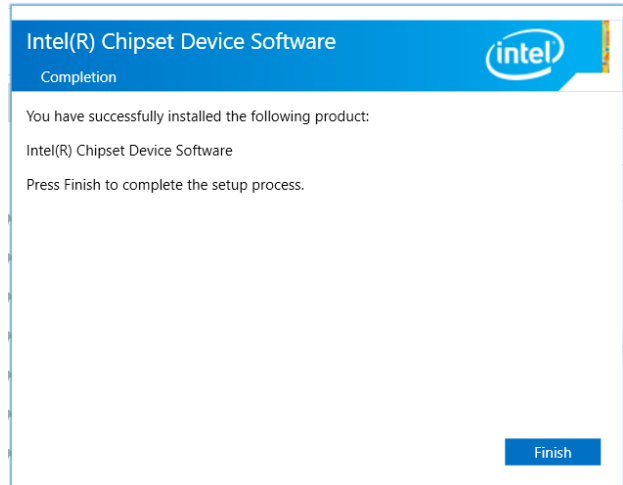 Intel(R) Chipset Device Software
Completion
intel
You have successfully installed the following product:
Intel(R) Chipset Device Software
Press Finish to complete the setup process.
Finish